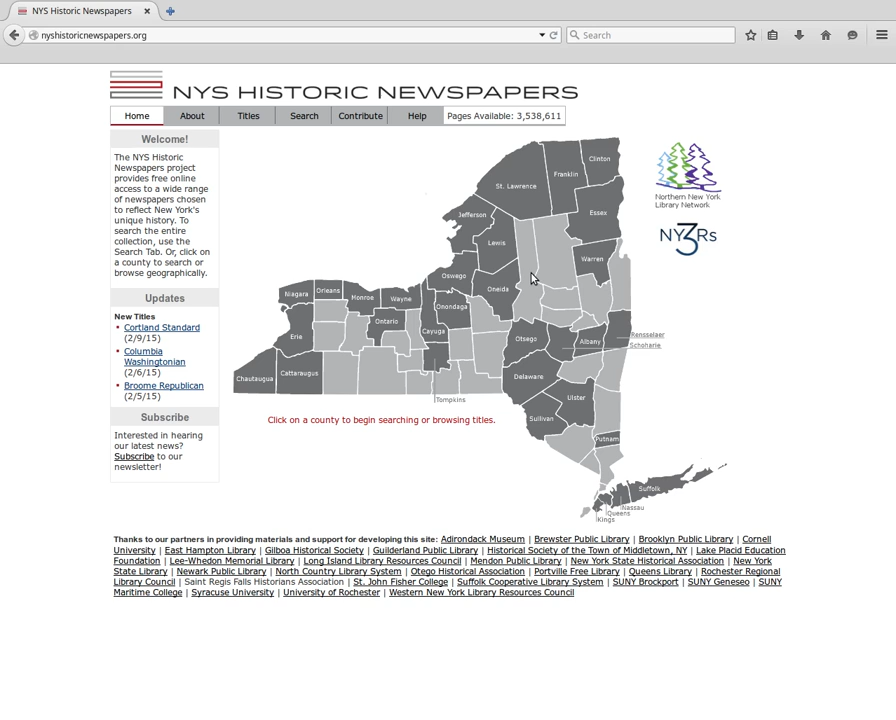 NYS Historic Newspapers
nyshistoricnewspapers.org
Search
NYS HISTORIC NEWSPAPERS
Home About Titles Search Contribute Help Pages Available: 3,538,611
Welcome!
The NYS Historic
Newspapers project
provides free online
access to a wide range
of newspapers chosen
to reflect New York's
unique history. To
search the entire
collection, use the
Search Tab. Or, click on
a county to search or
browse geographically.
Updates
New Titles
• Cortland Standard
(2/9/15)
• Columbia
Washingtonian
(2/6/15)
• Broome Republican
(2/5/15)
Subscribe
Interested in hearing
our latest news?
Subscribe to our
newsletter!
Clinton
Franklin
St. Lawrence
Essex
Jefferson
Lewis
Warren
Oswego
Oneida
Niagara
Orleans
Monroe
Wayne
Onondaga
Ontario
Cayuga
Erie
Otsego
Albany
Rensselaer
Schoharie
Chautaugua
Cattaraugus
Delaware
Tompkins
Ulster
Sullivan
Putnam
Suffolk
Nassau
Queens
Kings
Click on a county to begin searching or browsing titles.
Northern New York
Library Network
NY3Rs
Thanks to our partners in providing materials and support for developing this site: Adirondack Museum | Brewster Public Library | Brooklyn Public Library | Cornell
University | East Hampton Library | Gilboa Historical Society | Guilderland Public Library | Historical Society of the Town of Middletown, NY | Lake Placid Education
Foundation | Lee-Whedon Memorial Library | Long Island Library Resources Council | Mendon Public Library | New York State Historical Association | New York
State Library | Newark Public Library | North Country Library System | Otego Historical Association | Portville Free Library | Queens Library | Rochester Regional
Library Council | Saint Regis Falls Historians Association | St. John Fisher College | Suffolk Cooperative Library System | SUNY Brockport | SUNY Geneseo | SUNY
Maritime College | Syracuse University | University of Rochester | Western New York Library Resources Council